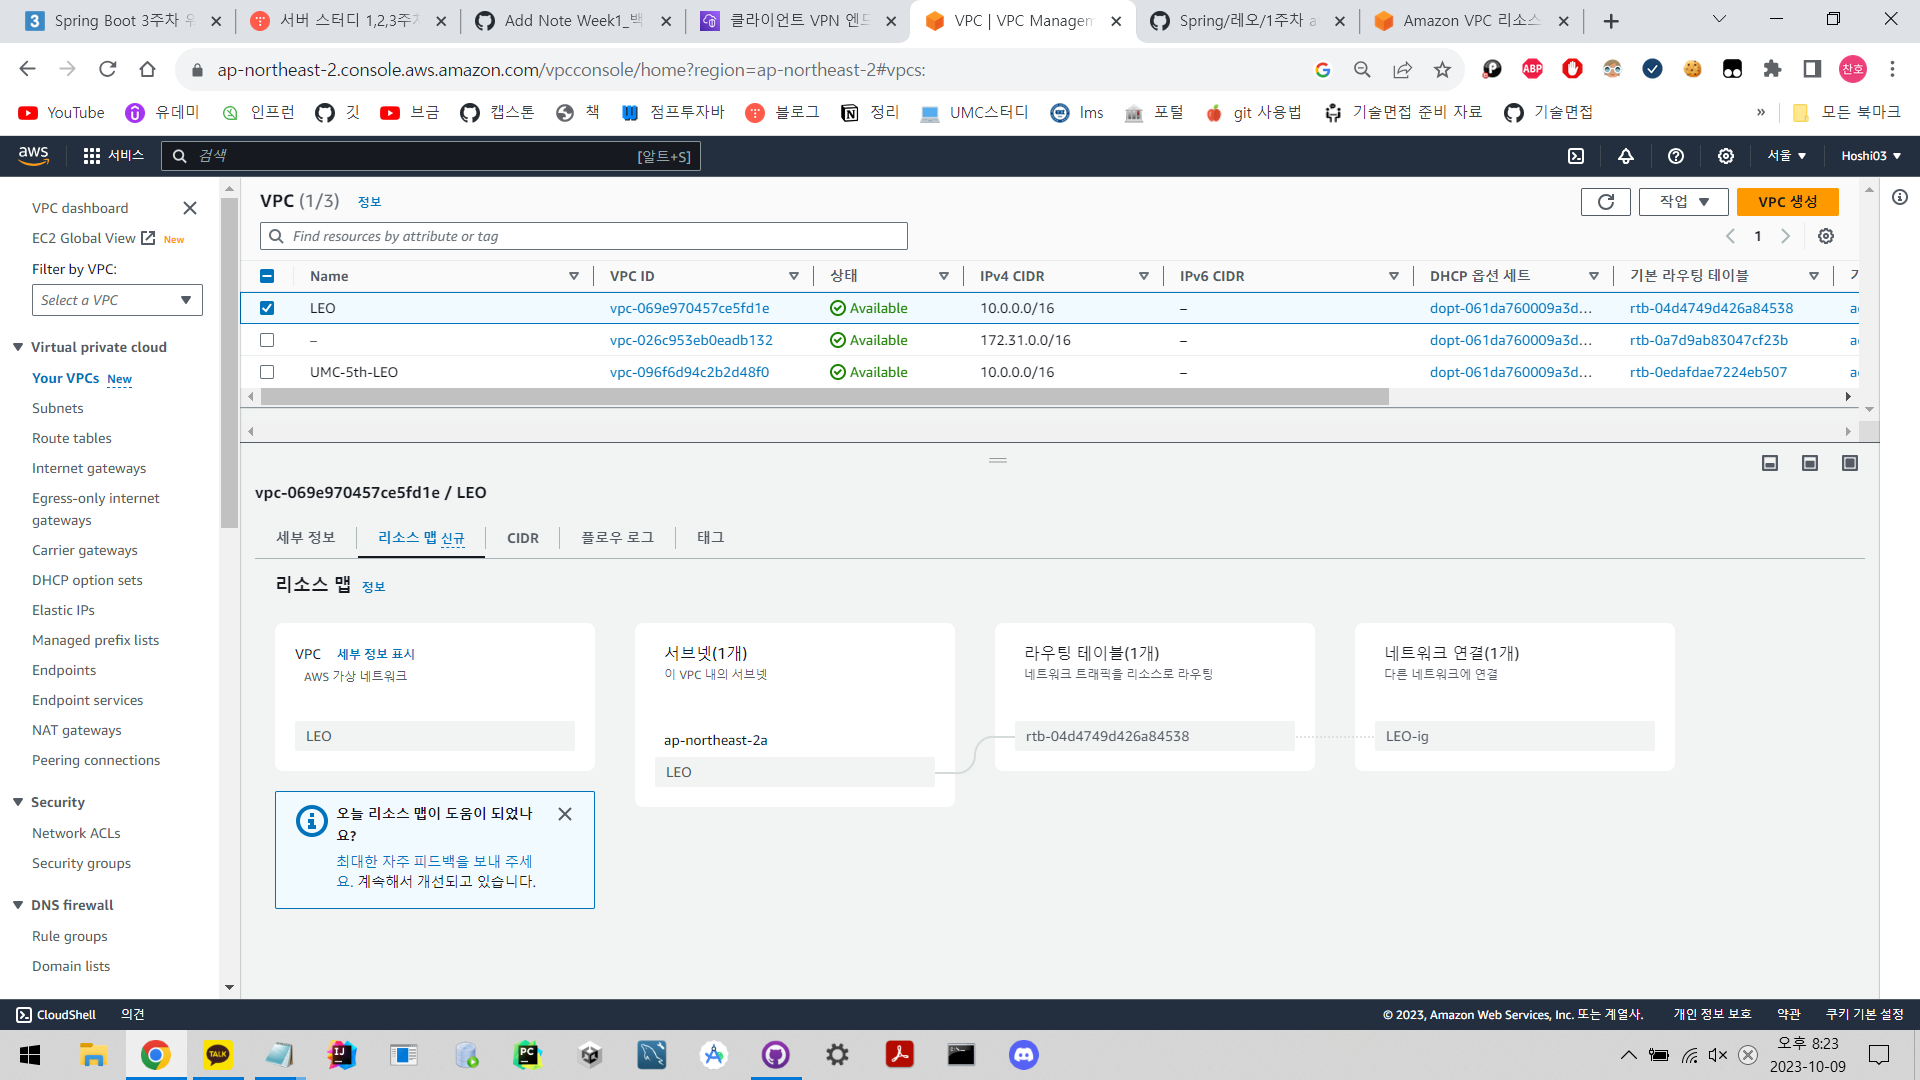 Spring Boot 3주차 워
서버 스터디 1,2,3주차
Add Note Week1_백
클라이언트 VPN 엔드
VPC | VPC Managem
Spring/레오/1주차 a
Amazon VPC 리소스
ap-northeast-2.console.aws.amazon.com/vpcconsole/home?region=ap-northeast-2#vpcs:
찬호
YouTube
유데미
인프런
깃
브금
캡스톤
책
점프투자바
블로그
정리
UMC스터디
lms
포털
git 사용법
기술면접 준비 자료
기술면접
»
모든 북마크
aws
서비스
검색
[알트+S]
서울
Hoshi03
VPC dashboard
EC2 Global View New
Filter by VPC:
Select a VPC
Virtual private cloud
Your VPCs New
Subnets
Route tables
Internet gateways
Egress-only internet
gateways
Carrier gateways
DHCP option sets
Elastic IPs
Managed prefix lists
Endpoints
Endpoint services
NAT gateways
Peering connections
Security
Network ACLs
Security groups
DNS firewall
Rule groups
Domain lists
VPC (1/3) 정보
작업
VPC 생성
Find resources by attribute or tag
1
Name VPC ID 상태 IPv4 CIDR IPv6 CIDR DHCP 옵션 세트 기본 라우팅 테이블
LEO vpc-069e970457ce5fd1e Available 10.0.0.0/16 – dopt-061da760009a3d... rtb-04d4749d426a84538
– vpc-026c953eb0eadb132 Available 172.31.0.0/16 – dopt-061da760009a3d... rtb-0a7d9ab83047cf23b
UMC-5th-LEO vpc-096f6d94c2b2d48f0 Available 10.0.0.0/16 – dopt-061da760009a3d... rtb-0edafdae7224eb507
vpc-069e970457ce5fd1e / LEO
세부 정보
리소스 맵 신규
CIDR
플로우 로그
태그
리소스 맵 정보
VPC 세부 정보 표시
AWS 가상 네트워크
LEO
서브넷(1개)
이 VPC 내의 서브넷
ap-northeast-2a
LEO
라우팅 테이블(1개)
네트워크 트래픽을 리소스로 라우팅
rtb-04d4749d426a84538
네트워크 연결(1개)
다른 네트워크에 연결
LEO-ig
오늘 리소스 맵이 도움이 되었나
요?
최대한 자주 피드백을 보내 주세
요. 계속해서 개선되고 있습니다.
CloudShell
의견
© 2023, Amazon Web Services, Inc. 또는 계열사.
개인 정보 보호
약관
쿠키 기본 설정
오후 8:23
2023-10-09